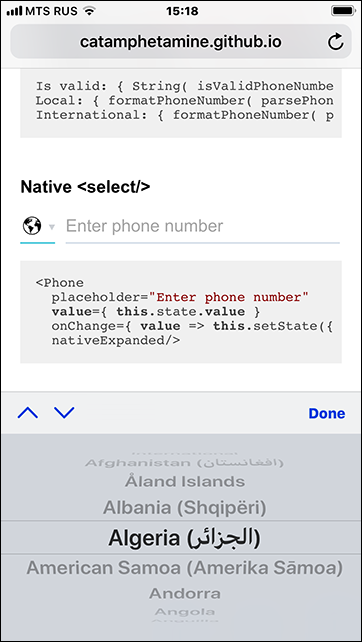 MTS RUS
15:18
catamphetamine.github.io
Is valid: { String( isValidPhoneNumbe
Local: { formatPhoneNumber( parsePhon
International: { formatPhoneNumber( p
Native <select/>
Enter phone number
<Phone
placeholder="Enter phone number"
value={ this.state.value }
onChange={ value => this.setState({
nativeExpanded/>
Done
Afghanistan (افغانستان)
Åland Islands
Albania (Shqipëri)
Algeria (الجزائر)
American Samoa (Amerika Sāmoa)
Andorra
Angola